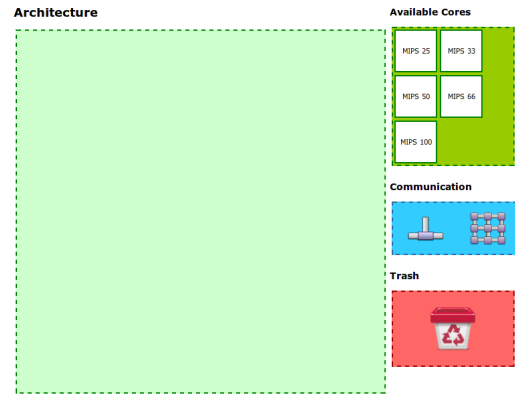 Architecture
Available Cores
MIPS 25
MIPS 33
MIPS 50
MIPS 66
MIPS 100
Communication
Trash